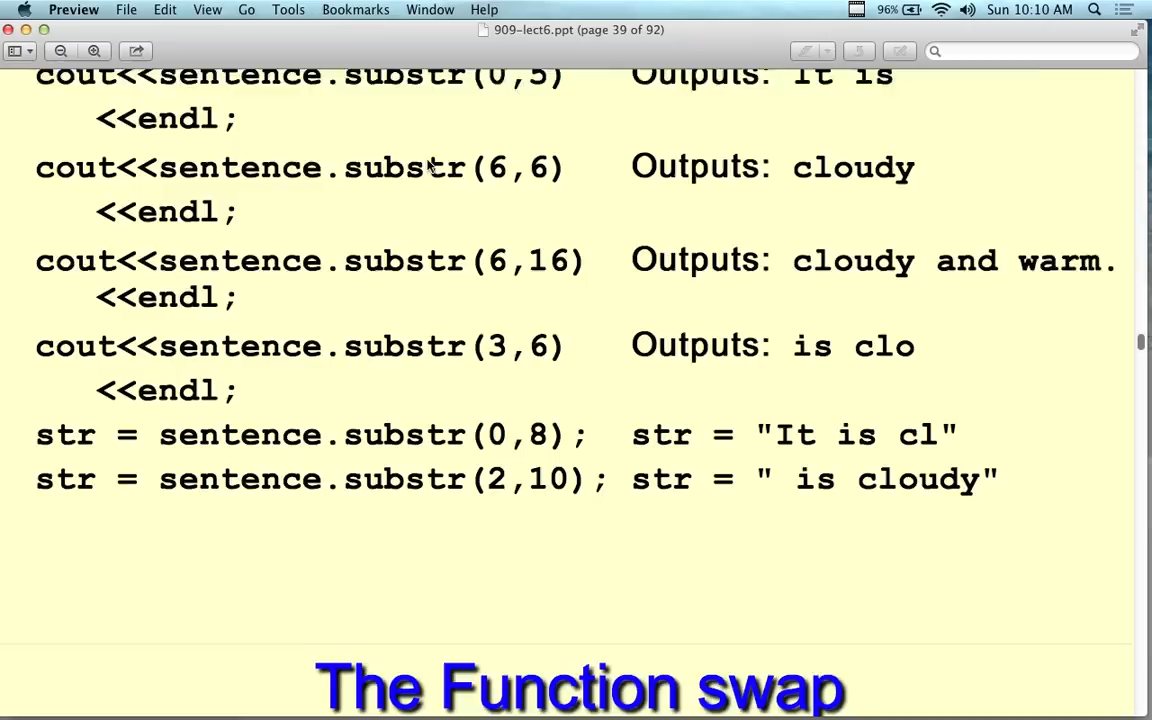 Preview File Edit View Go Tools Bookmarks Window Help 96% Sun 10:10 AM
909-lect6.ppt (page 39 of 92)
cout<<sentence.substr(0,5) Outputs: It is
<<endl;
cout<<sentence.substr(6,6) Outputs: cloudy
<<endl;
cout<<sentence.substr(6,16) Outputs: cloudy and warm.
<<endl;
cout<<sentence.substr(3,6) Outputs: is clo
<<endl;
str = sentence.substr(0,8); str = "It is cl"
str = sentence.substr(2,10); str = " is cloudy"
The Function swap